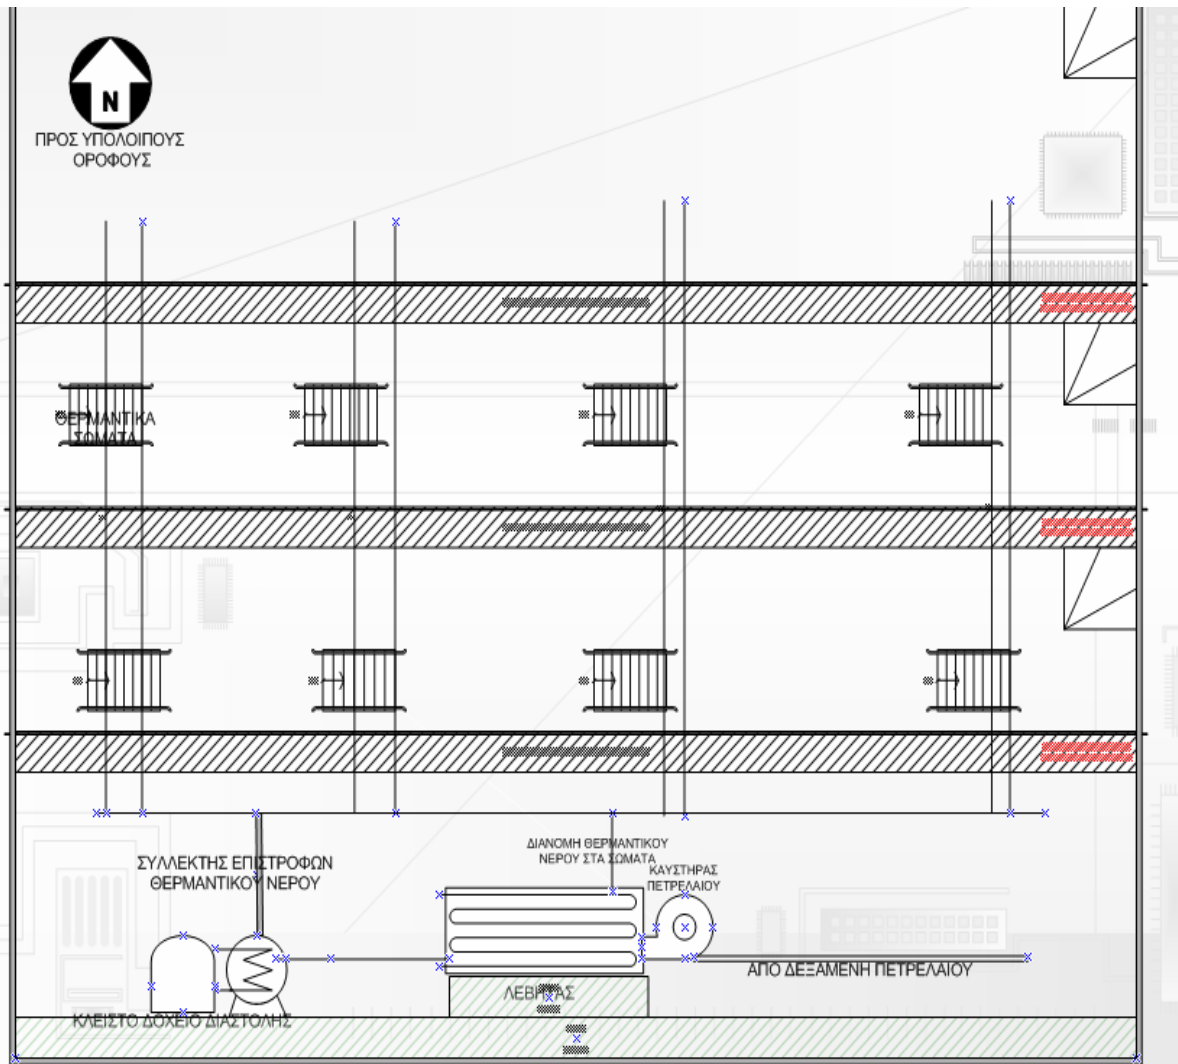 N
ΠΡΟΣ ΥΠΟΛΟΙΠΟΥΣ
ΟΡΟΦΟΥΣ
ΘΕΡΜΑΝΤΙΚΑ
ΣΩΜΑΤΑ
ΔΙΑΝΟΜΗ ΘΕΡΜΑΝΤΙΚΟΥ
ΝΕΡΟΥ ΣΤΑ ΣΩΜΑΤΑ
ΣΥΛΛΕΚΤΗΣ ΕΠΙΣΤΡΟΦΩΝ
ΘΕΡΜΑΝΤΙΚΟΥ ΝΕΡΟΥ
ΚΑΥΣΤΗΡΑΣ
ΠΕΤΡΕΛΑΙΟΥ
ΑΠΟ ΔΕΞΑΜΕΝΗ ΠΕΤΡΕΛΑΙΟΥ
ΛΕΒΗΤΑΣ
ΚΛΕΙΣΤΟ ΔΟΧΕΙΟ ΔΙΑΣΤΟΛΗΣ